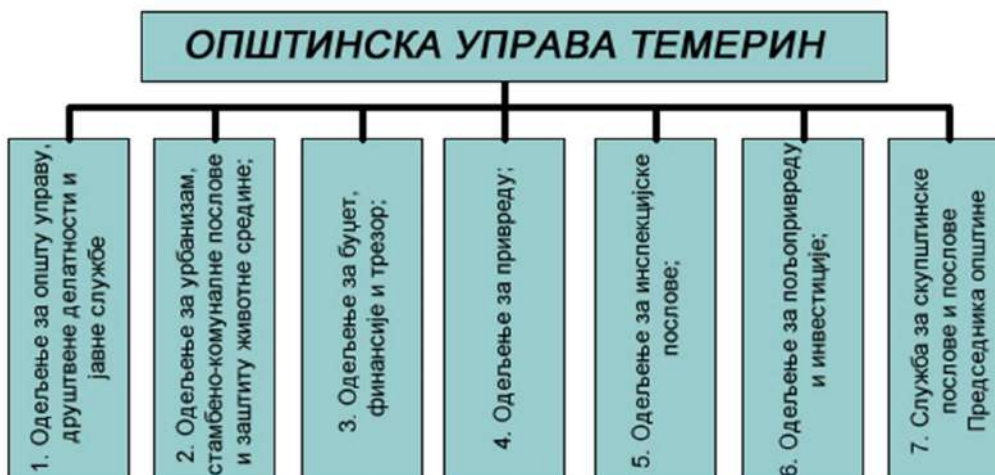 ОПШТИНСКА УПРАВА ТЕМЕРИН
1. Одељење за општу управу,
друштвене делатности и
јавне службе
2. Одељење за урбанизам,
стамбено-комуналне послове
и заштиту животне средине;
3. Одељење за буџет,
финансије и трезор;
4. Одељење за привреду;
5. Одељење за инспекцијске
послове;
6. Одељење за пољопривреду
и инвестиције;
7. Служба за скупштинске
послове и послове
Председника општине